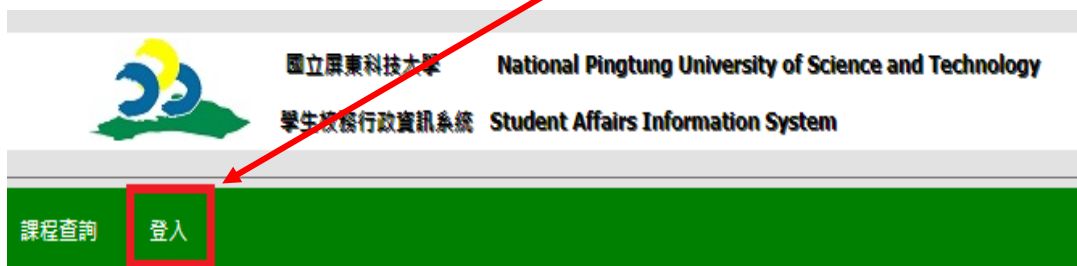 國立屏東科技大學 National Pingtung University of Science and Technology
學生校務行政資訊系統 Student Affairs Information System
課程查詢 登入